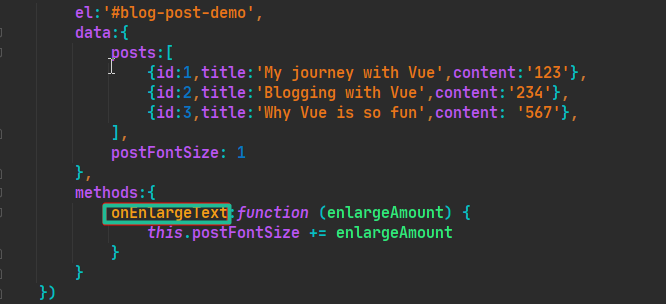 el:'#blog-post-demo',
data:{
posts:[
{id:1,title:'My journey with Vue',content:'123'},
{id:2,title:'Blogging with Vue',content:'234'},
{id:3,title:'Why Vue is so fun',content: '567'},
],
postFontSize: 1
},
methods:{
onEnlargeText:function (enlargeAmount) {
this.postFontSize += enlargeAmount
}
}
})